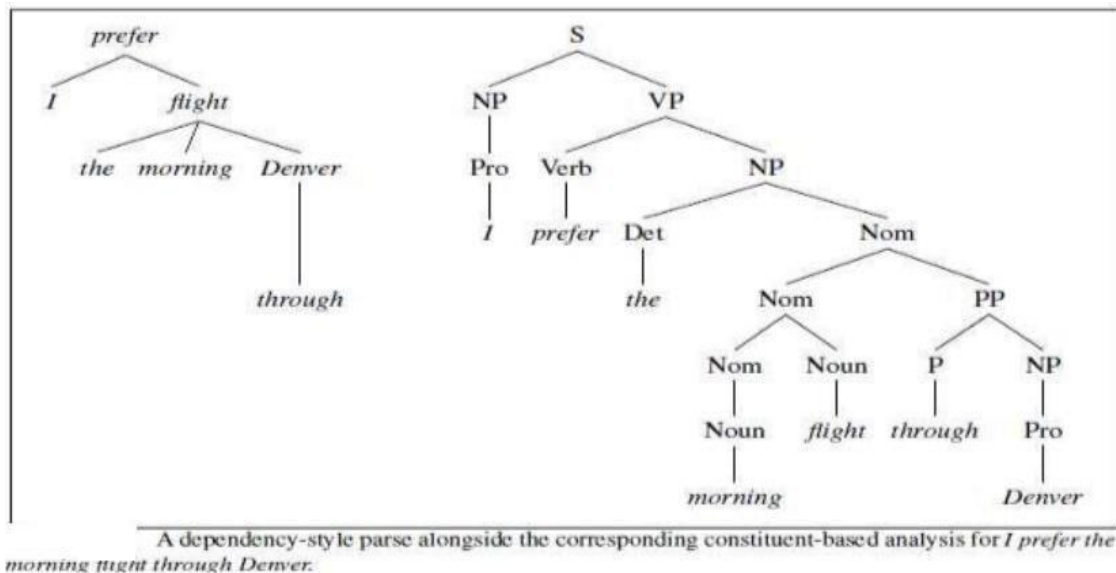 prefer S
I flight NP VP
the morning Denver Pro Verb NP
I prefer Det Nom
through the Nom PP
Nom Noun P NP
Noun flight through Pro
morning Denver
A dependency-style parse alongside the corresponding constituent-based analysis for I prefer the
morning flight through Denver.